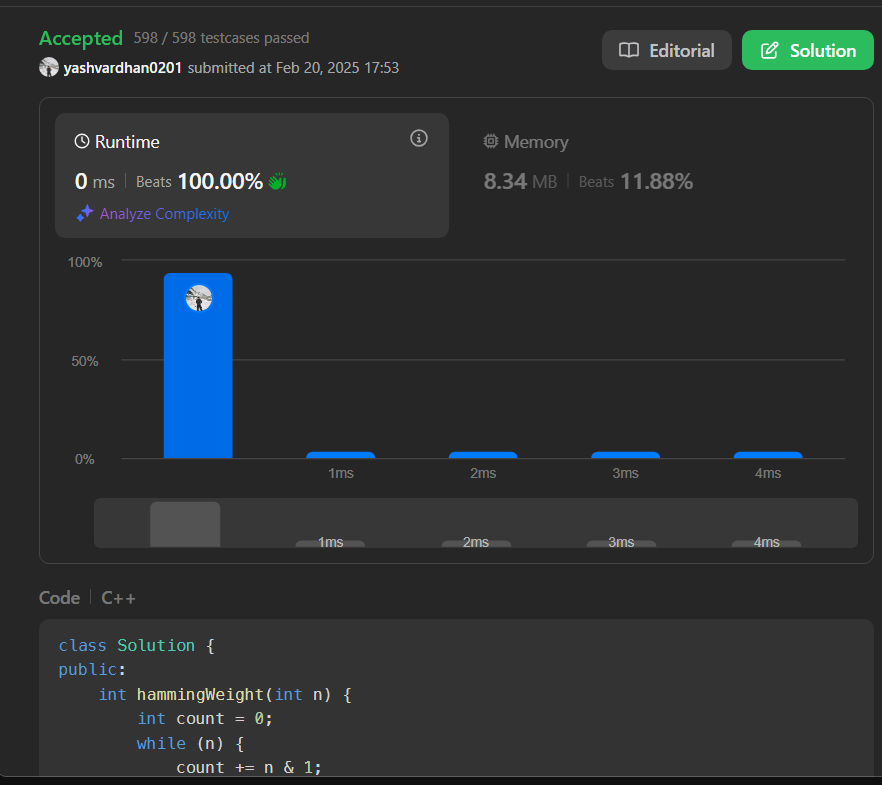 Accepted 598 / 598 testcases passed
Editorial
Solution
yashvardhan0201 submitted at Feb 20, 2025 17:53
Runtime
0 ms | Beats 100.00%
Analyze Complexity
Memory
8.34 MB | Beats 11.88%
100%
50%
0%
1ms 2ms 3ms 4ms
1ms 2ms 3ms 4ms
Code | C++
class Solution {
public:
    int hammingWeight(int n) {
        int count = 0;
        while (n) {
            count += n & 1;